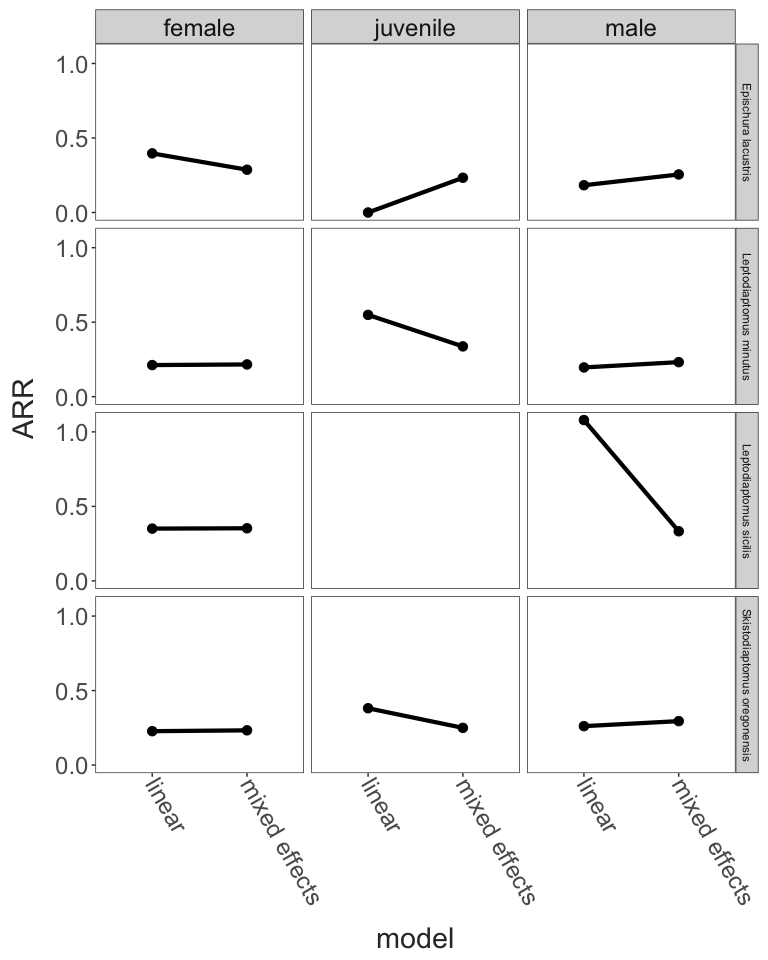 female
juvenile
male
1.0
0.5
0.0
Epischura lacustris
1.0
0.5
0.0
Leptodiaptomus minutus
1.0
0.5
0.0
Leptodiaptomus sicilis
1.0
0.5
0.0
Skistodiaptomus oregonensis
ARR
linear
mixed effects
linear
mixed effects
linear
mixed effects
model